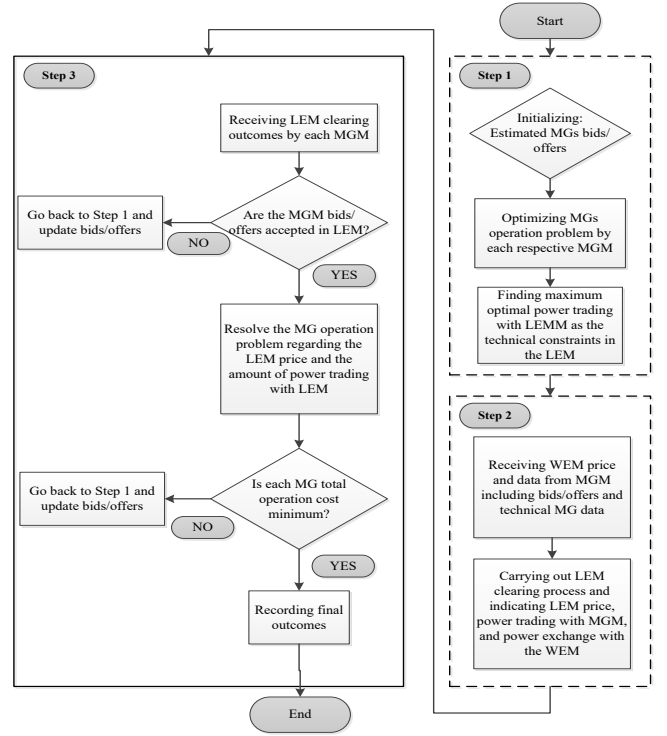 Start
Step 1
Initializing:
Estimated MGs bids/
offers
Optimizing MGs
operation problem by
each respective MGM
Finding maximum
optimal power trading
with LEMM as the
technical constraints in
the LEM
Step 2
Receiving WEM price
and data from MGM
including bids/offers and
technical MG data
Carrying out LEM
clearing process and
indicating LEM price,
power trading with MGM,
and power exchange with
the WEM
Step 3
Receiving LEM clearing
outcomes by each MGM
Are the MGM bids/
offers accepted in LEM?
NO
Go back to Step 1 and
update bids/offers
YES
Resolve the MG operation
problem regarding the
LEM price and the
amount of power trading
with LEM
Is each MG total
operation cost
minimum?
NO
Go back to Step 1 and
update bids/offers
YES
Recording final
outcomes
End